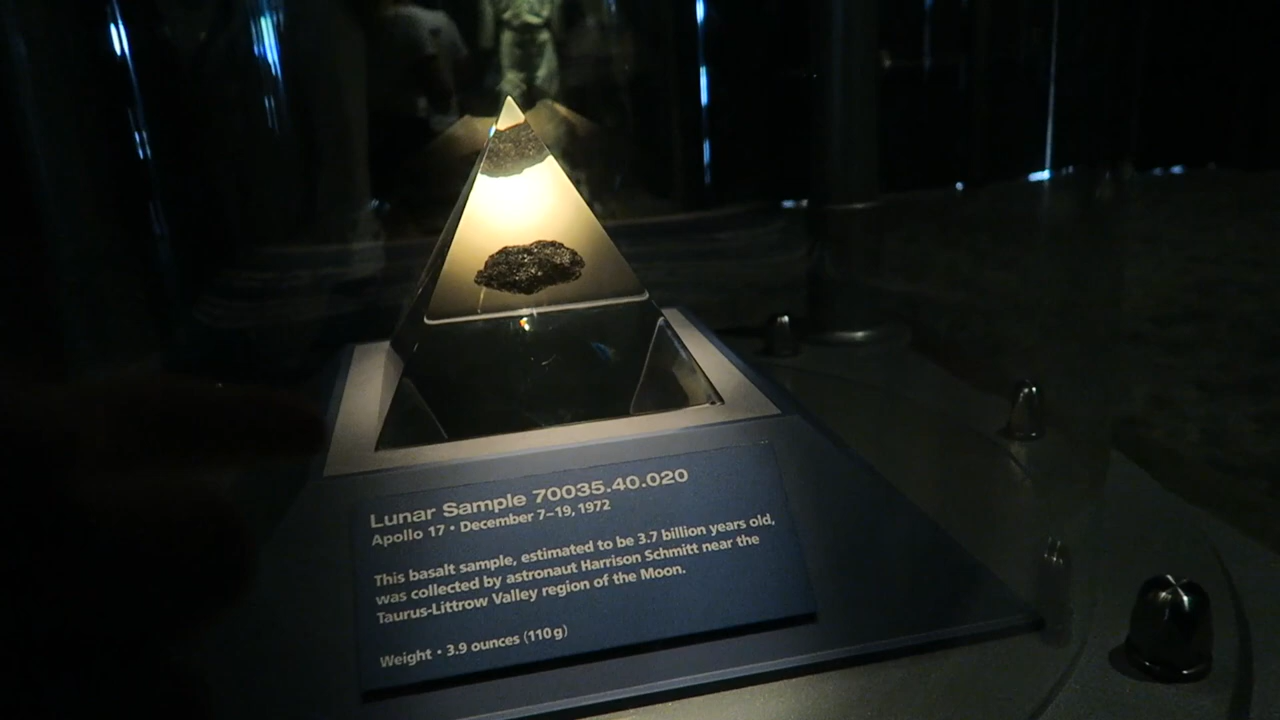 Lunar Sample 70035.40.020
Apollo 17 • December 7–19, 1972
This basalt sample, estimated to be 3.7 billion years old,
was collected by astronaut Harrison Schmitt near the
Taurus-Littrow Valley region of the Moon.
Weight • 3.9 ounces (110 g)